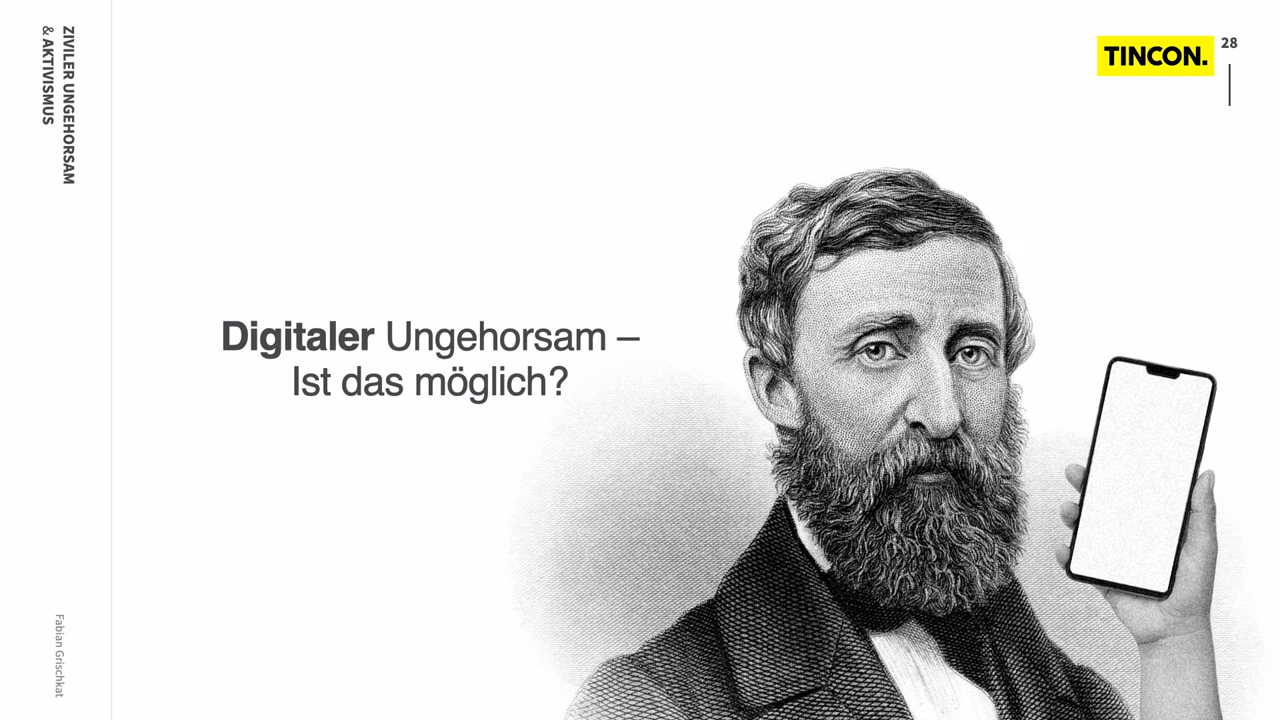 ZIVILER UNGEHORSAM
& AKTIVISMUS
TINCON.
28
Digitaler Ungehorsam –
Ist das möglich?
Fabian Grischkat